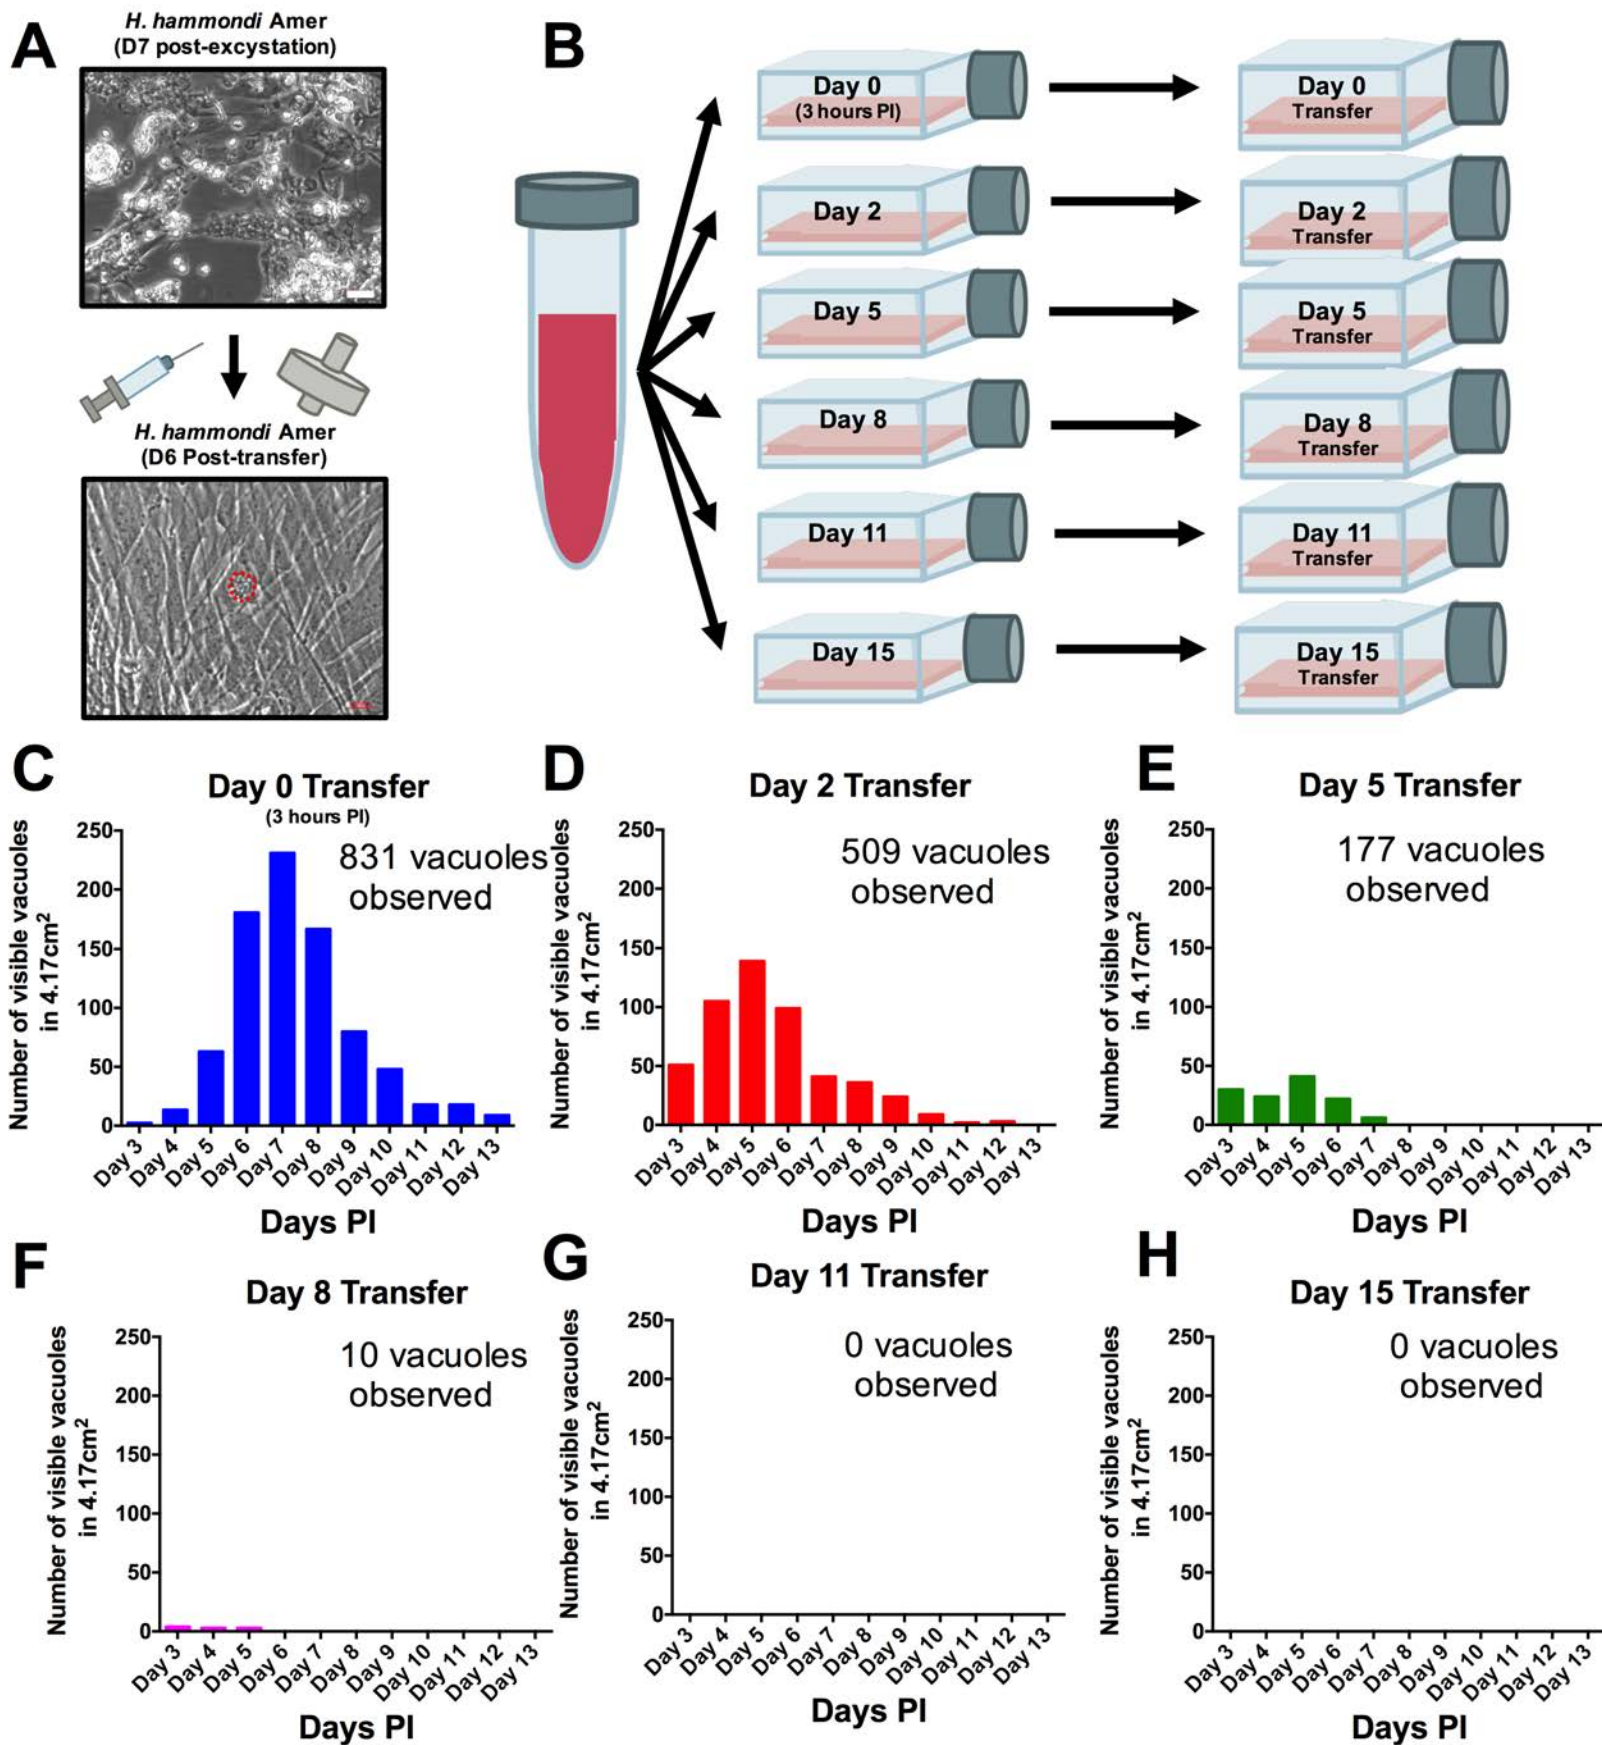 A
H. hammondi Amer
(D7 post-excystation)
H. hammondi Amer
(D6 Post-transfer)
B
Day 0
(3 hours PI)
Day 0
Transfer
Day 2
Day 2
Transfer
Day 5
Day 5
Transfer
Day 8
Day 8
Transfer
Day 11
Day 11
Transfer
Day 15
Day 15
Transfer
C
Day 0 Transfer
(3 hours PI)
831 vacuoles
observed
Number of visible vacuoles
in 4.17cm²
250
200
150
100
50
0
Day 3
Day 4
Day 5
Day 6
Day 7
Day 8
Day 9
Day 10
Day 11
Day 12
Day 13
Days PI
D
Day 2 Transfer
509 vacuoles
observed
Number of visible vacuoles
in 4.17cm²
250
200
150
100
50
0
Day 3
Day 4
Day 5
Day 6
Day 7
Day 8
Day 9
Day 10
Day 11
Day 12
Day 13
Days PI
E
Day 5 Transfer
177 vacuoles
observed
Number of visible vacuoles
in 4.17cm²
250
200
150
100
50
0
Day 3
Day 4
Day 5
Day 6
Day 7
Day 8
Day 9
Day 10
Day 11
Day 12
Day 13
Days PI
F
Day 8 Transfer
10 vacuoles
observed
Number of visible vacuoles
in 4.17cm²
250
200
150
100
50
0
Day 3
Day 4
Day 5
Day 6
Day 7
Day 8
Day 9
Day 10
Day 11
Day 12
Day 13
Days PI
G
Day 11 Transfer
0 vacuoles
observed
Number of visible vacuoles
in 4.17cm²
250
200
150
100
50
0
Day 3
Day 4
Day 5
Day 6
Day 7
Day 8
Day 9
Day 10
Day 11
Day 12
Day 13
Days PI
H
Day 15 Transfer
0 vacuoles
observed
Number of visible vacuoles
in 4.17cm²
250
200
150
100
50
0
Day 3
Day 4
Day 5
Day 6
Day 7
Day 8
Day 9
Day 10
Day 11
Day 12
Day 13
Days PI